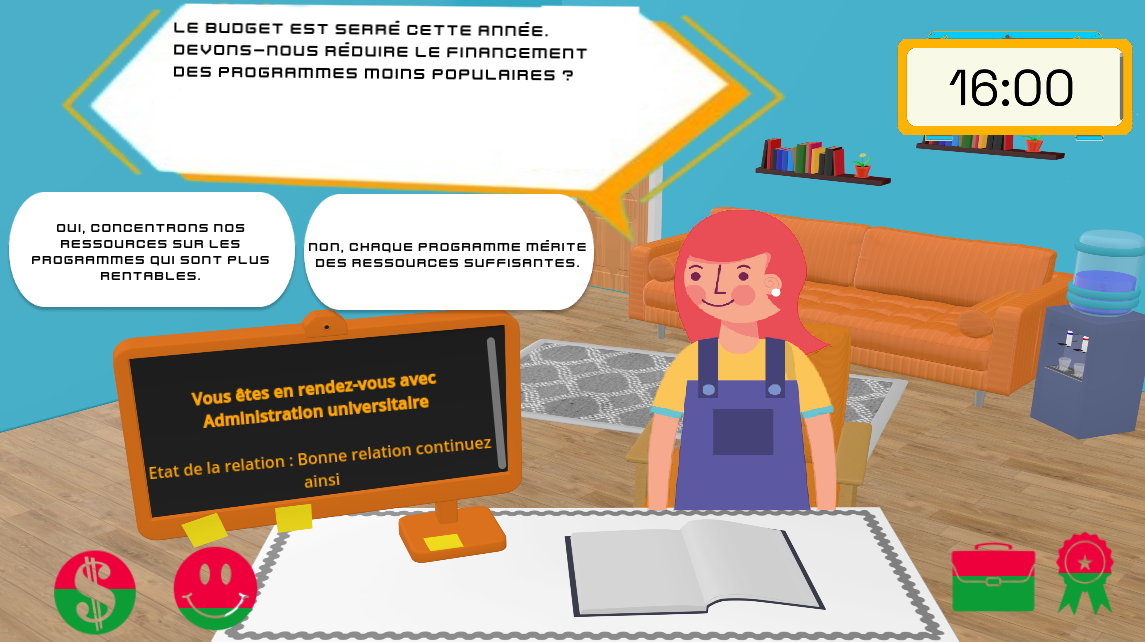 LE BUDGET EST SERRÉ CETTE ANNÉE.
DEVONS-NOUS RÉDUIRE LE FINANCEMENT
DES PROGRAMMES MOINS POPULAIRES ?
16:00
OUI, CONCENTRONS NOS
RESSOURCES SUR LES
PROGRAMMES QUI SONT PLUS
RENTABLES.
NON, CHAQUE PROGRAMME MÉRITE
DES RESSOURCES SUFFISANTES.
Vous êtes en rendez-vous avec
Administration universitaire
Etat de la relation : Bonne relation continuez
ainsi